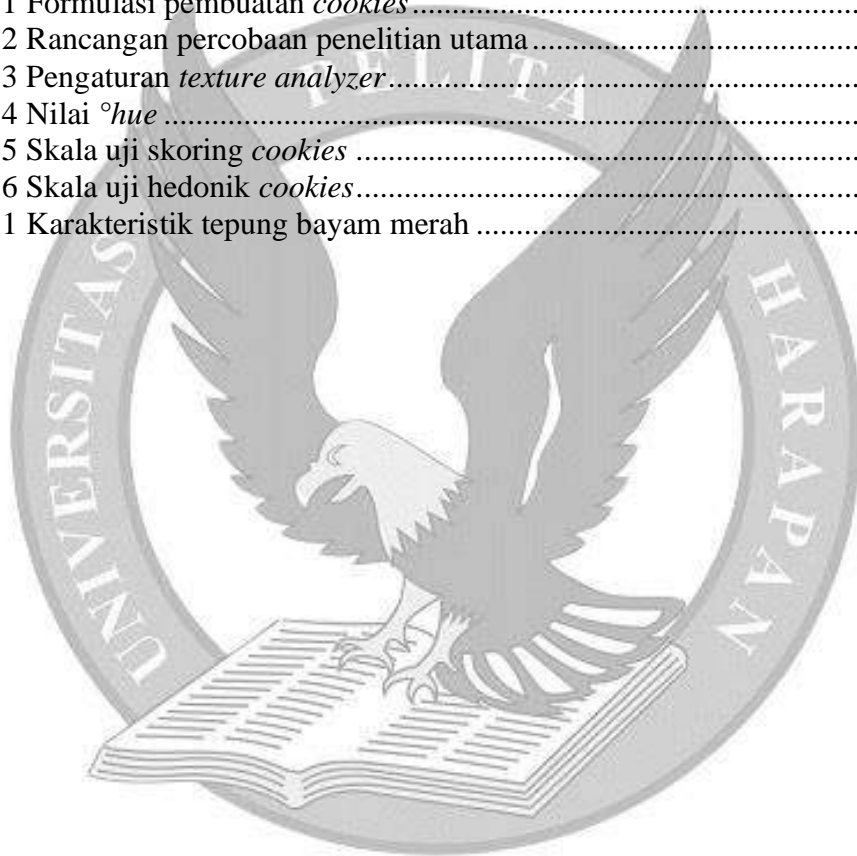 1 Formulasi pembuatan cookies
2 Rancangan percobaan penelitian utama
3 Pengaturan texture analyzer
4 Nilai °hue
5 Skala uji skoring cookies
6 Skala uji hedonik cookies
1 Karakteristik tepung bayam merah
UNIVERSITAS PELITA HARAPAN